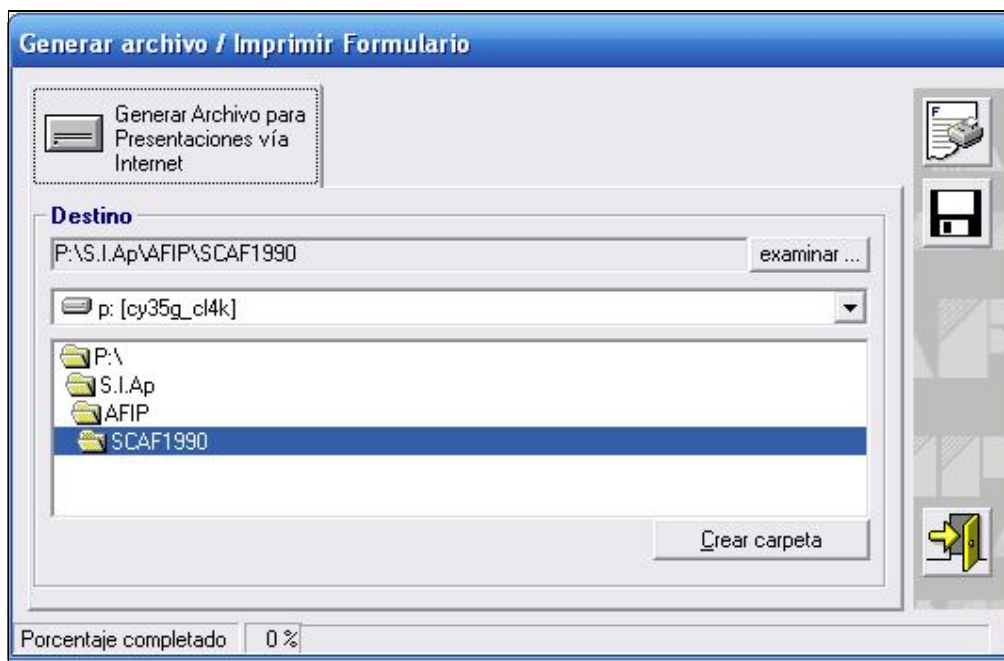 Generar archivo / Imprimir Formulario
Generar Archivo para
Presentaciones vía
Internet
F
Destino
P:\S.I.Ap\AFIP\SCAF1990
examinar ...
p: [cy35g_cl4k]
P:\
S.I.Ap
AFIP
SCAF1990
Crear carpeta
Porcentaje completado 0 %